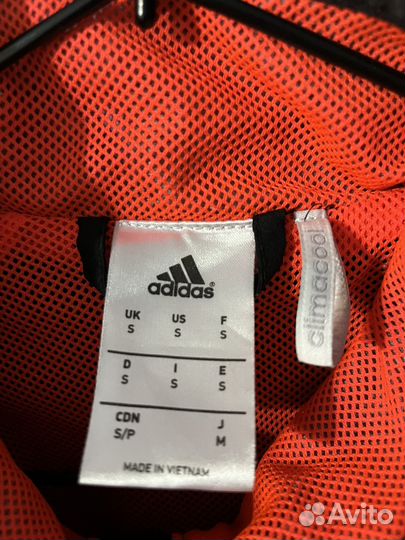 adidas®
UK US F
S S S
D I E
S S S
CDN J
S/P M
MADE IN VIETNAM
climacool
Avito